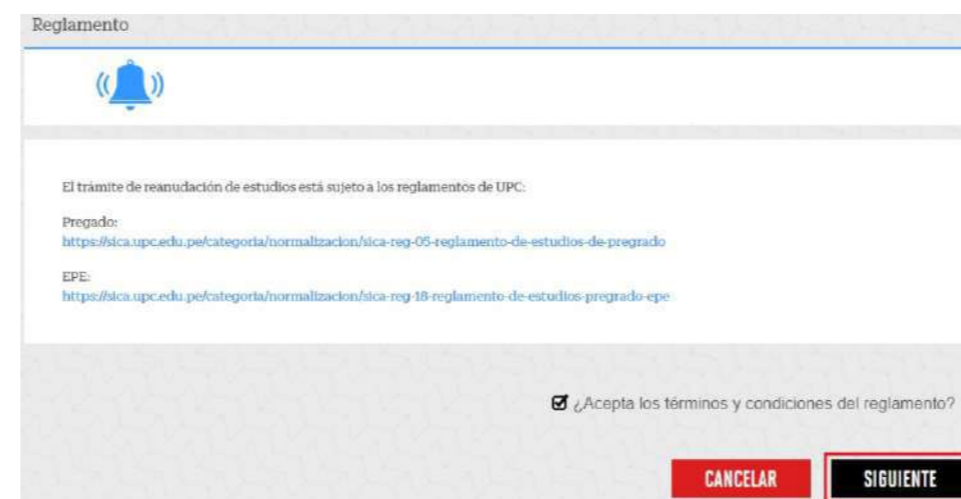 Reglamento
El trámite de reanudación de estudios está sujeto a los reglamentos de UPC:
Pregado:
https://sica.upc.edu.pe/categoria/normalizacion/sica-reg-05-reglamento-de-estudios-de-pregrado
EPE:
https://sica.upc.edu.pe/categoria/normalizacion/sica-reg-18-reglamento-de-estudios-pregrado-epe
¿Acepta los términos y condiciones del reglamento?
CANCELAR SIGUIENTE